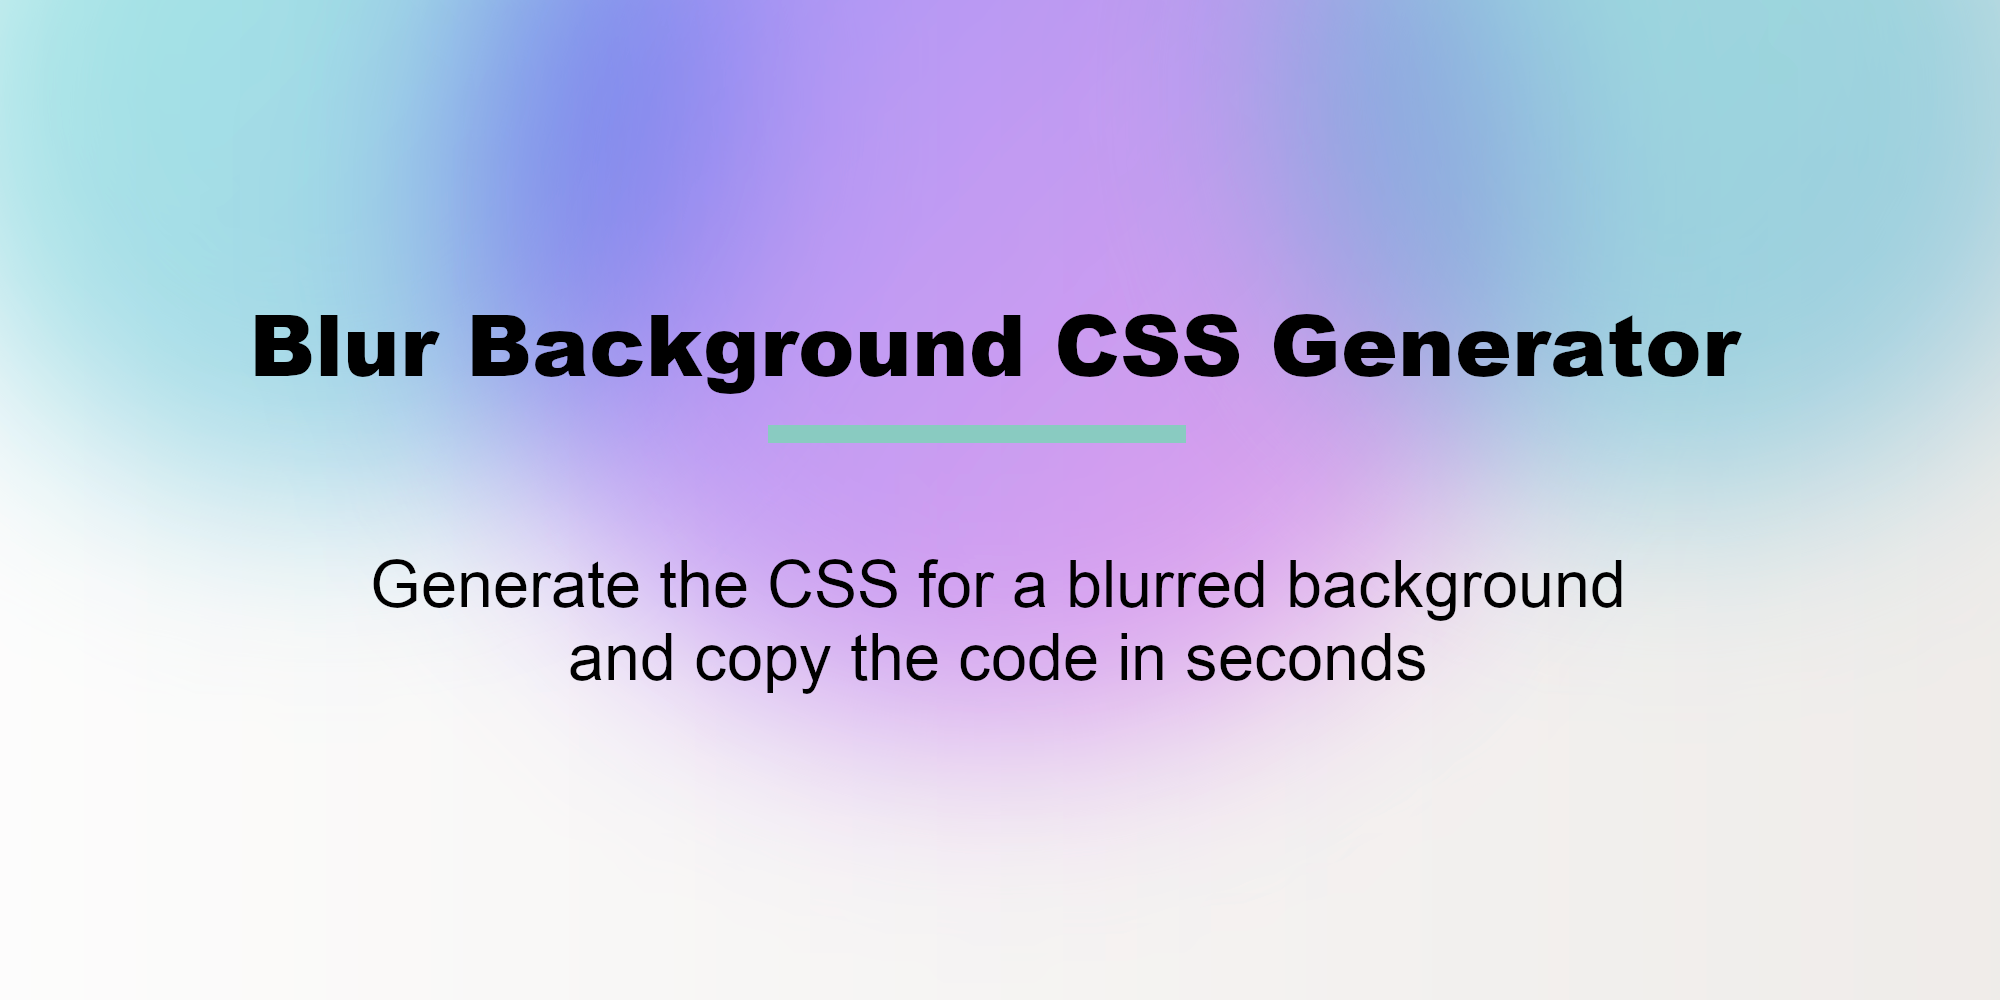 Blur Background CSS Generator
Generate the CSS for a blurred background
and copy the code in seconds